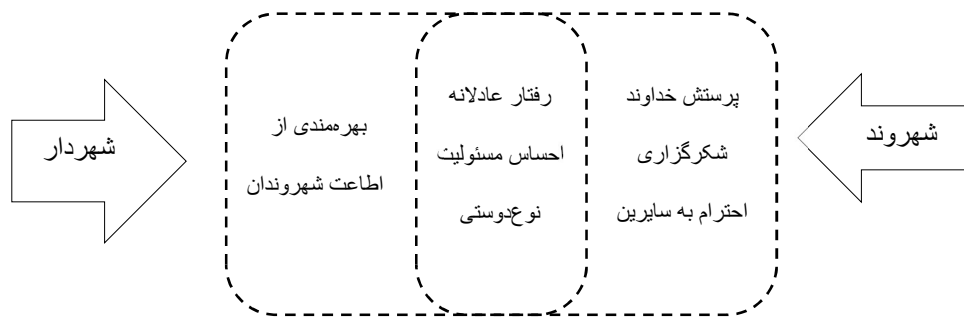 شهروند
پرستش خداوند
شکرگزاری
احترام به سایرین
رفتار عادلانه
احساس مسئولیت
نوع‌دوستی
بهره‌مندی از
اطاعت شهروندان
شهردار